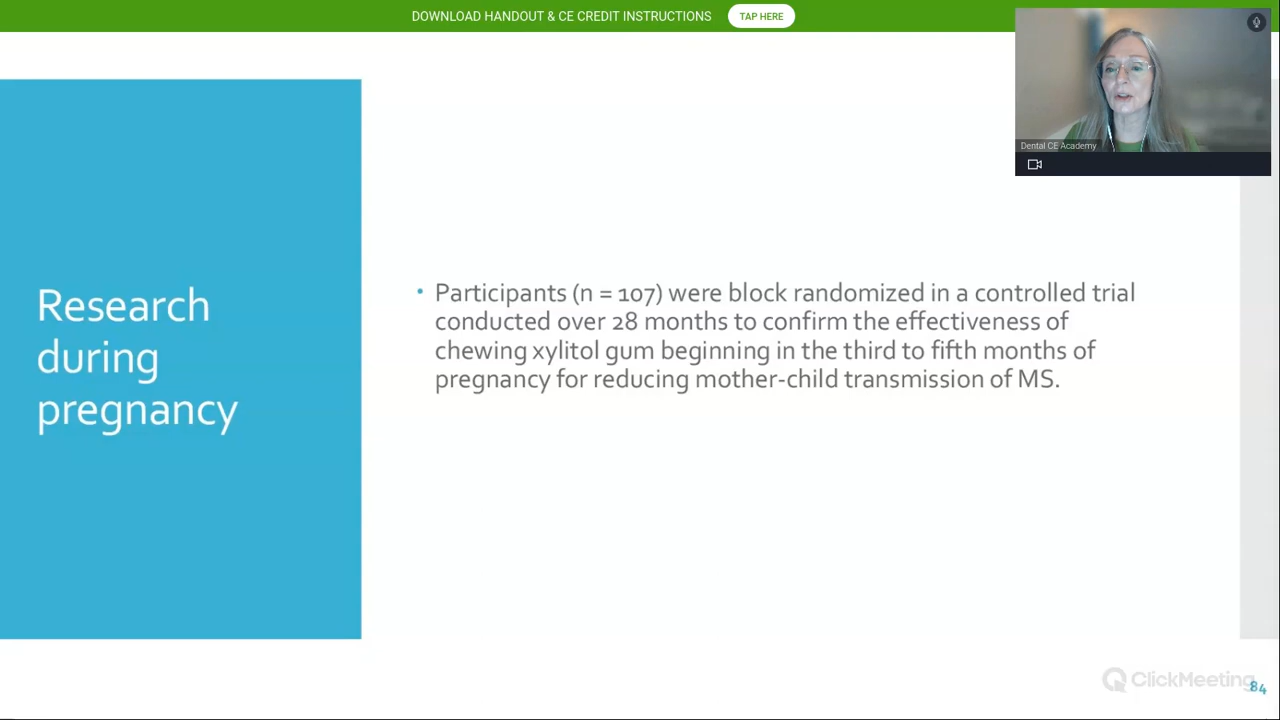 DOWNLOAD HANDOUT & CE CREDIT INSTRUCTIONS TAP HERE
Dental CE Academy
Research
during
pregnancy
• Participants (n = 107) were block randomized in a controlled trial
conducted over 28 months to confirm the effectiveness of
chewing xylitol gum beginning in the third to fifth months of
pregnancy for reducing mother-child transmission of MS.
ClickMeeting
84